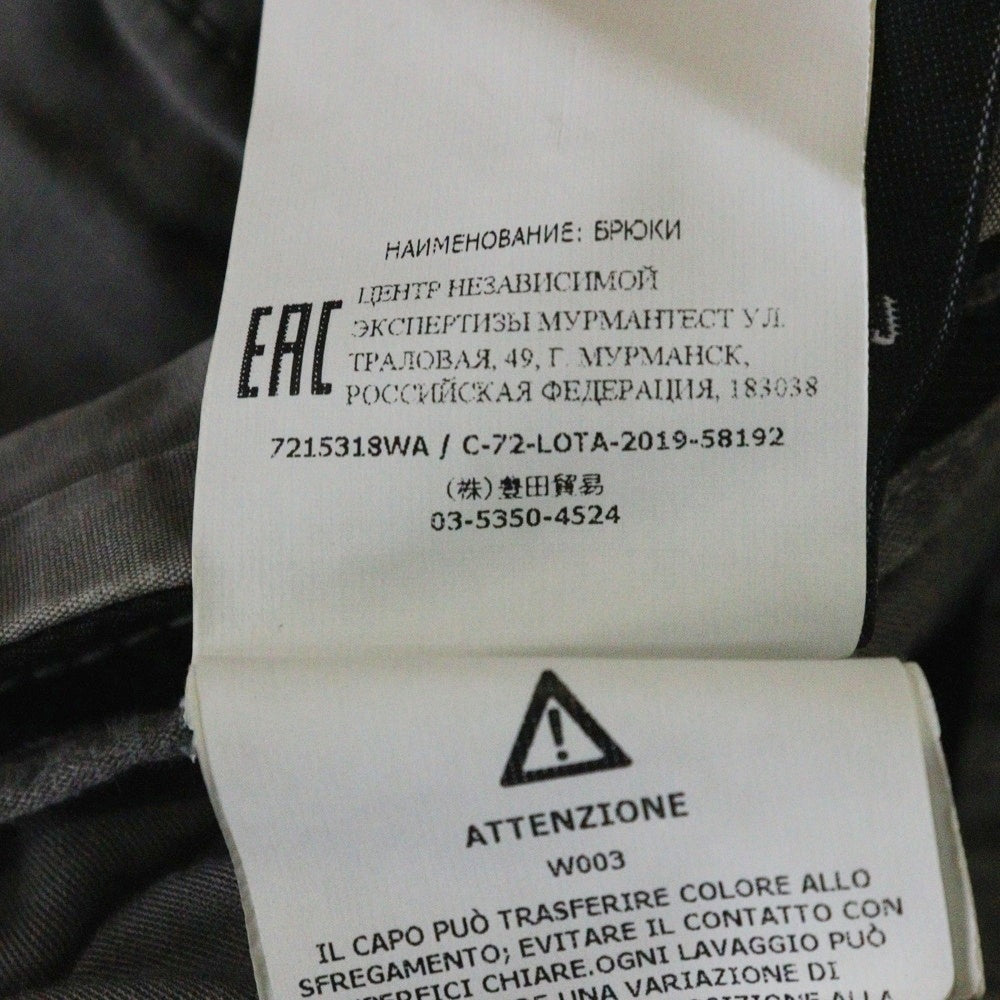 НАИМЕНОВАНИЕ: БРЮКИ
EAC
ЦЕНТР НЕЗАВИСИМОЙ
ЭКСПЕРТИЗЫ МУРМАНТЕСТ УЛ.
ТРАЛОВАЯ, 49, Г. МУРМАНСК,
РОССИЙСКАЯ ФЕДЕРАЦИЯ, 183038
7215318WA / C-72-LOTA-2019-58192
(株)豊田貿易
03-5350-4524
ATTENZIONE
W003
IL CAPO PUÒ TRASFERIRE COLORE ALLO
SFREGAMENTO; EVITARE IL CONTATTO CON
CHIARE.OGNI LAVAGGIO PUÒ
UNA VARIAZIONE DI
ALLA